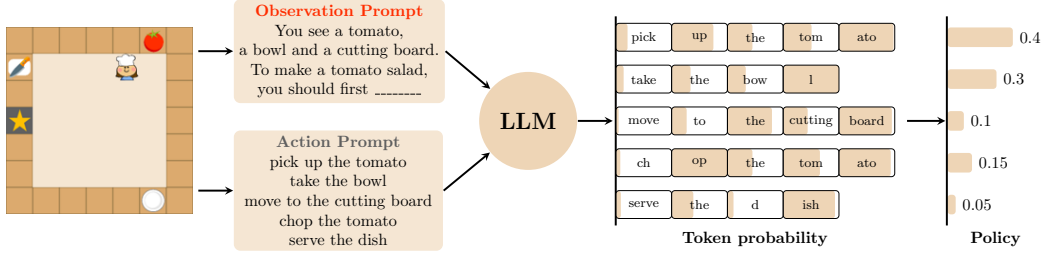 Observation Prompt
You see a tomato,
a bowl and a cutting board.
To make a tomato salad,
you should first ________
Action Prompt
pick up the tomato
take the bowl
move to the cutting board
chop the tomato
serve the dish
LLM
pick up the tom ato
take the bow l
move to the cutting board
ch op the tom ato
serve the d ish
Token probability
0.4
0.3
0.1
0.15
0.05
Policy